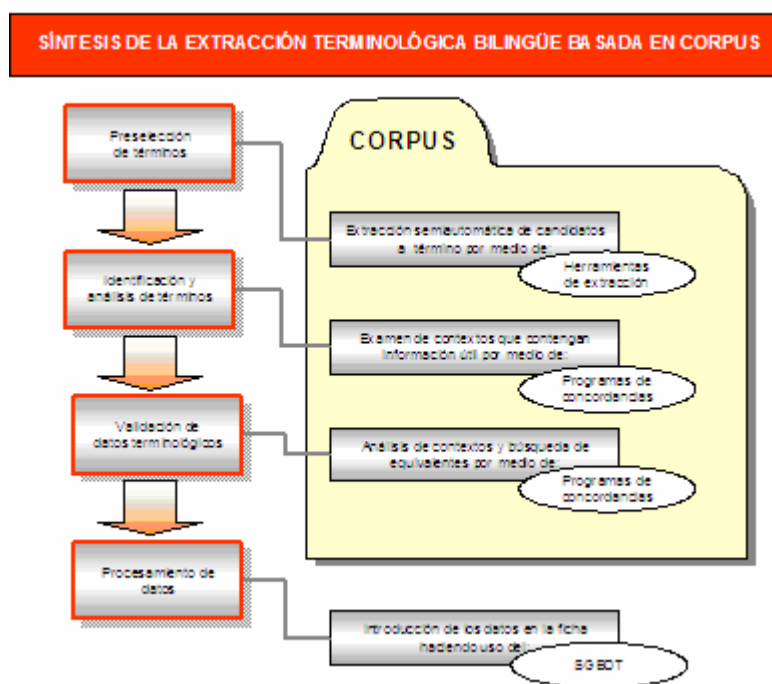 SÍNTESIS DE LA EXTRACCIÓN TERMINOLÓGICA BILINGÜE BASADA EN CORPUS
CORPUS
Preselección
de términos
Extracción semiautomática de candidatos
a término por medio de:
Herramientas
de extracción
Identificación y
análisis de términos
Examen de contextos que contengan
información útil por medio de:
Programas de
concordancias
Validación de
datos terminológicos
Análisis de contextos y búsqueda de
equivalentes por medio de:
Programas de
concordancias
Procesamiento de
datos
Introducción de los datos en la ficha
haciendo uso del:
SGBDT